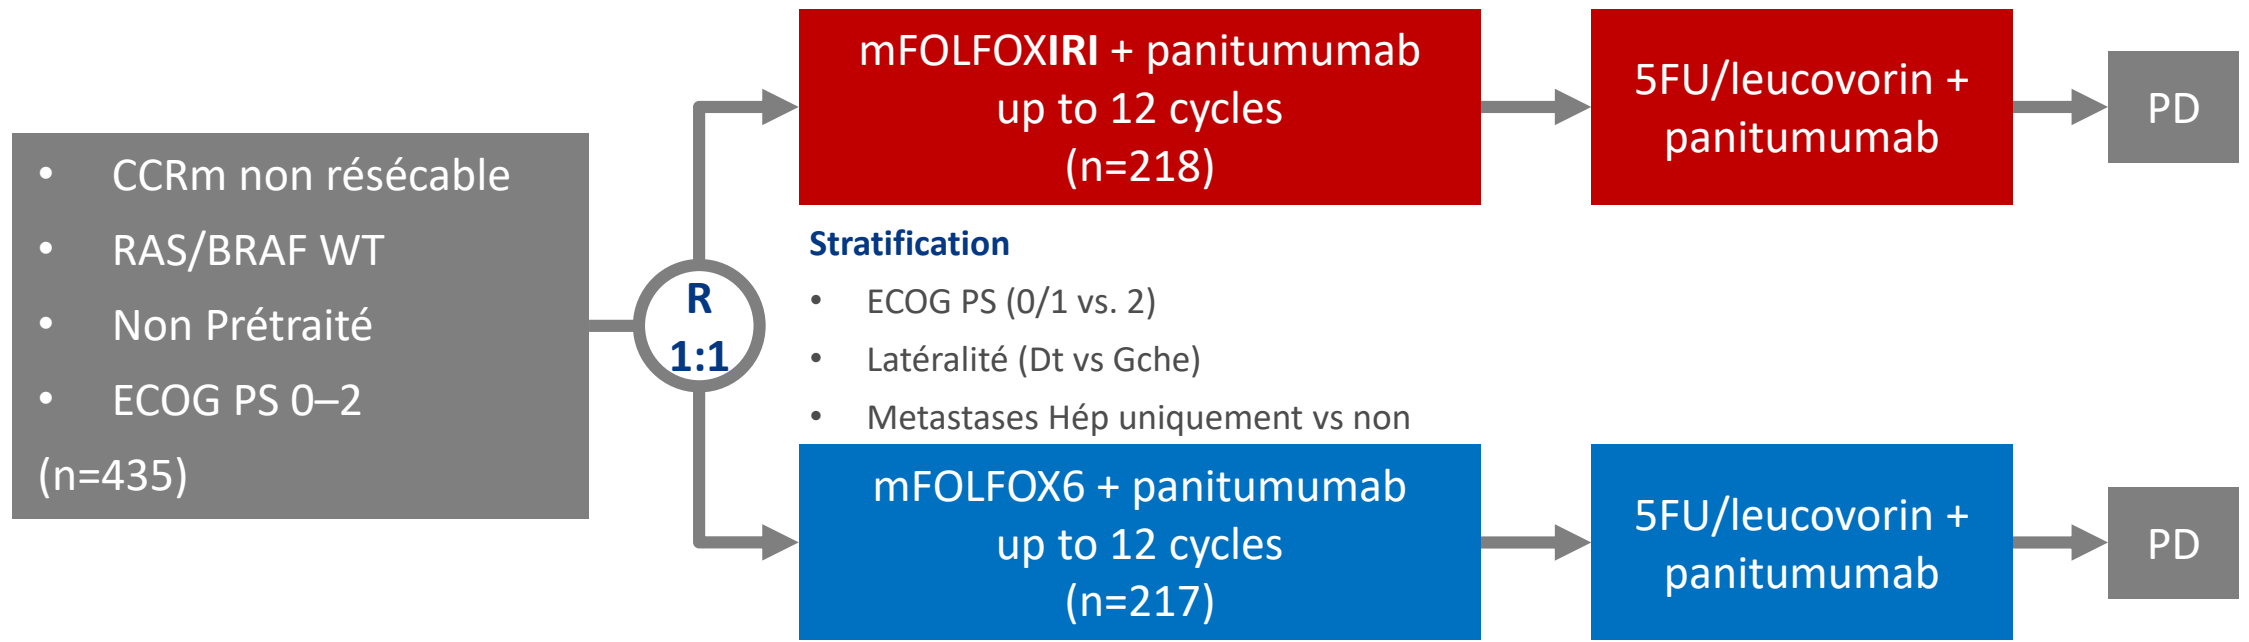 • CCRm non résécable
• RAS/BRAF WT
• Non Prétraité
• ECOG PS 0–2
(n=435)
R
1:1
mFOLFOXIRI + panitumumab
up to 12 cycles
(n=218)
5FU/leucovorin +
panitumumab
PD
Stratification
• ECOG PS (0/1 vs. 2)
• Latéralité (Dt vs Gche)
• Metastases Hép uniquement vs non
mFOLFOX6 + panitumumab
up to 12 cycles
(n=217)
5FU/leucovorin +
panitumumab
PD